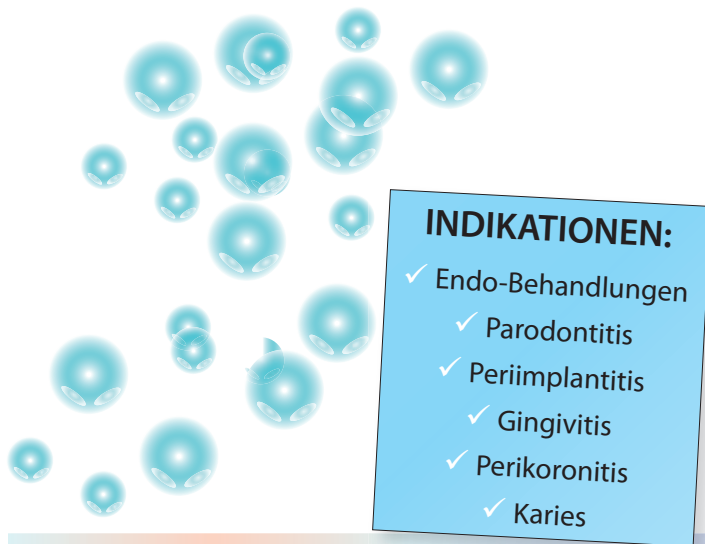 INDIKATIONEN:
✓ Endo-Behandlungen
✓ Parodontitis
✓ Periimplantitis
✓ Gingivitis
✓ Perikoronitis
✓ Karies